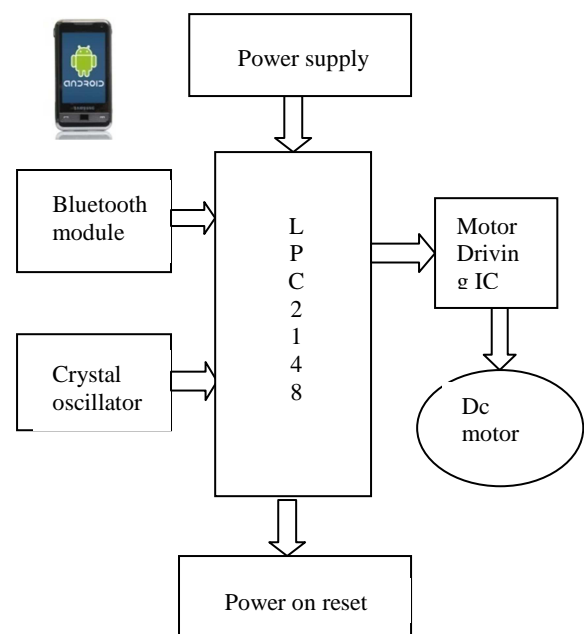 Power supply
ANDROID
SAMSUNG
Bluetooth
module
L
P
C
2
1
4
8
Motor
Drivin
g IC
Crystal
oscillator
Dc
motor
Power on reset